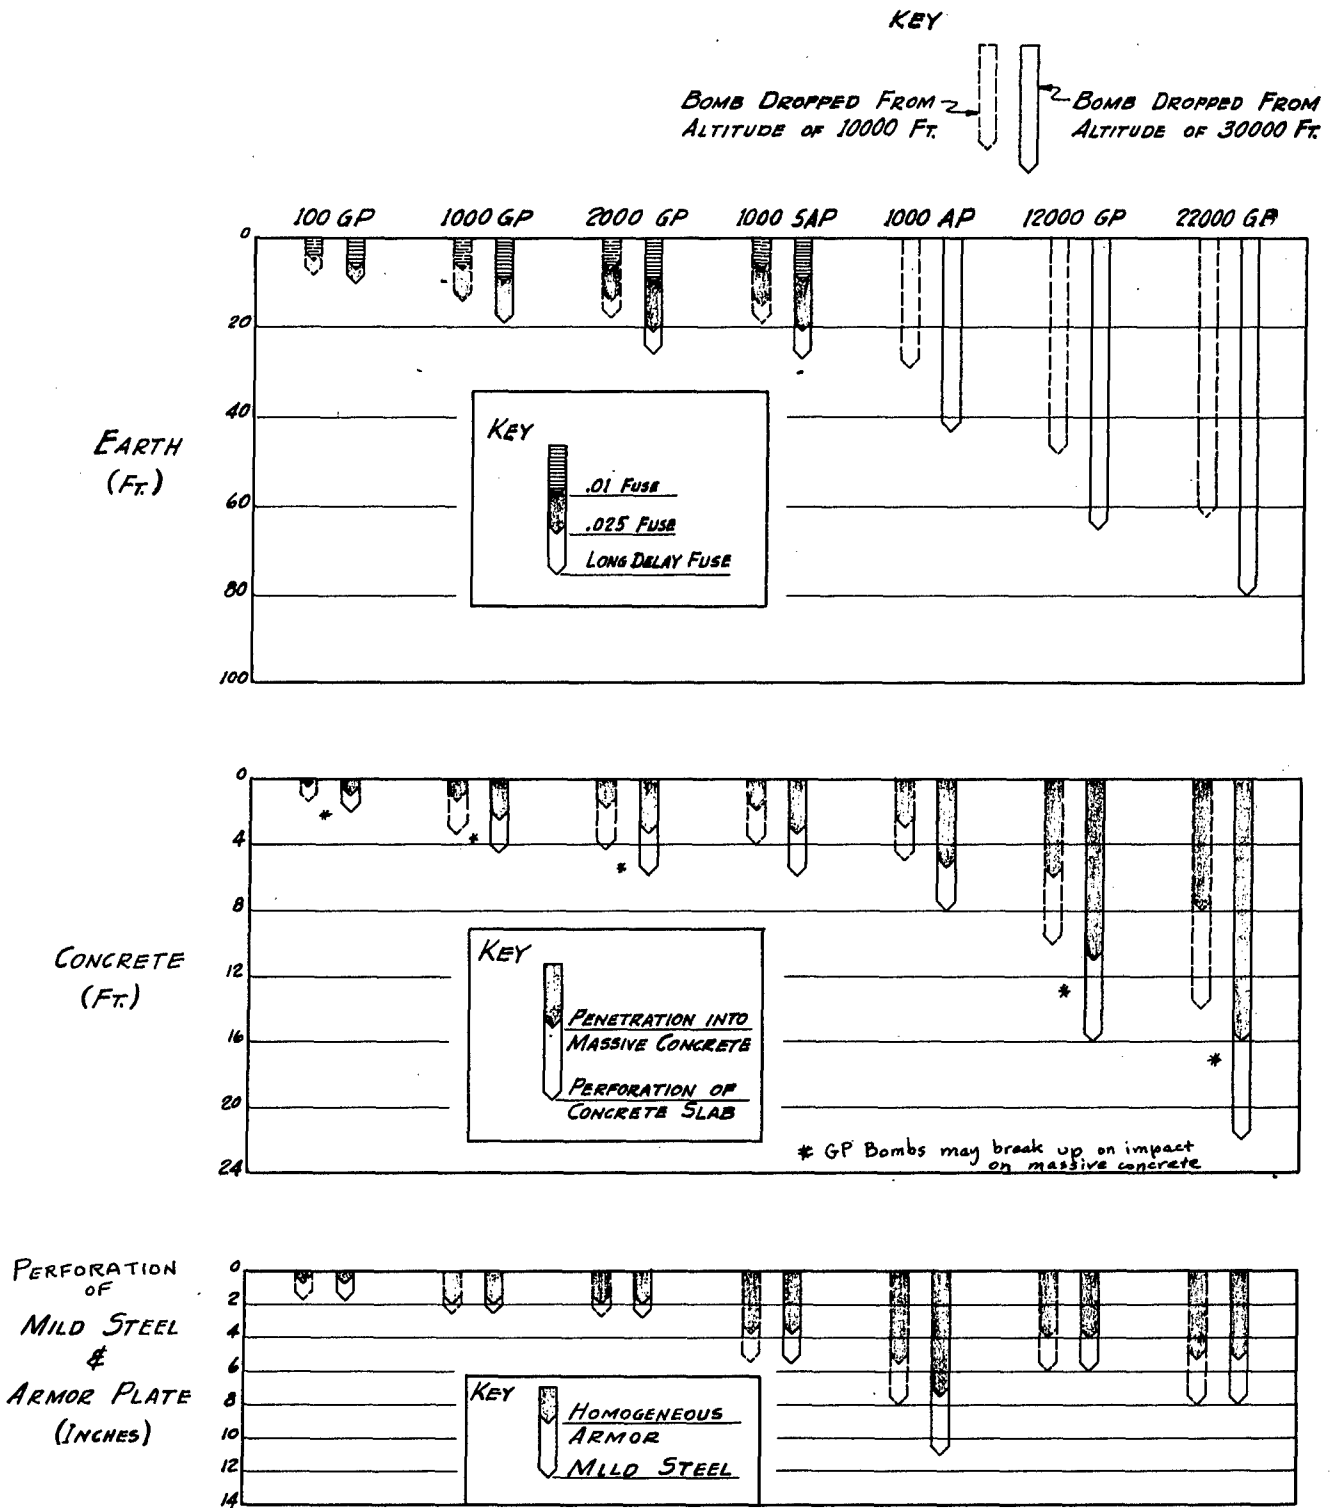 KEY
BOMB DROPPED FROM
ALTITUDE OF 10000 FT.
BOMB DROPPED FROM
ALTITUDE OF 30000 FT.
100 GP 1000 GP 2000 GP 1000 SAP 1000 AP 12000 GP 22000 GP
0
20
40
60
80
100
EARTH
(FT.)
KEY
.01 FUSE
.025 FUSE
LONG DELAY FUSE
0
4
8
12
16
20
24
CONCRETE
(FT.)
*
*
*
*
*
KEY
PENETRATION INTO
MASSIVE CONCRETE
PERFORATION OF
CONCRETE SLAB
* GP Bombs may break up on impact
on massive concrete
PERFORATION
OF
MILD STEEL
&
ARMOR PLATE
(INCHES)
0
2
4
6
8
10
12
14
KEY
HOMOGENEOUS
ARMOR
MILD STEEL